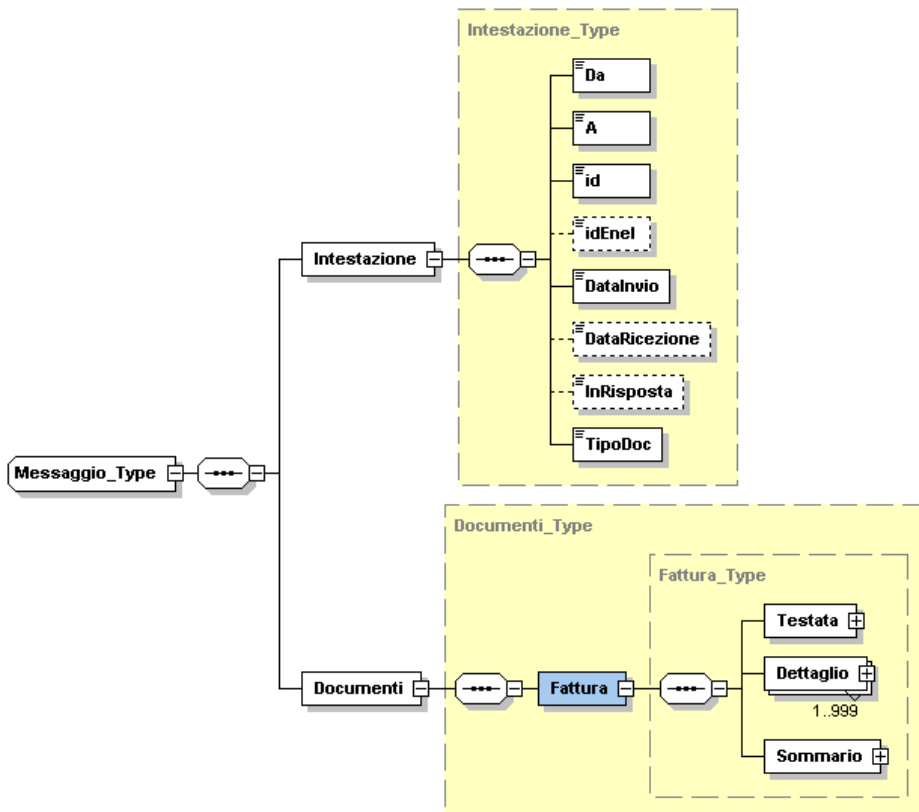 Intestazione_Type
Da
A
id
idEnel
Intestazione
DataInvio
DataRicezione
InRisposta
TipoDoc
Messaggio_Type
Documenti_Type
Fattura_Type
Testata
Documenti
Fattura
Dettaglio
1..999
Sommario